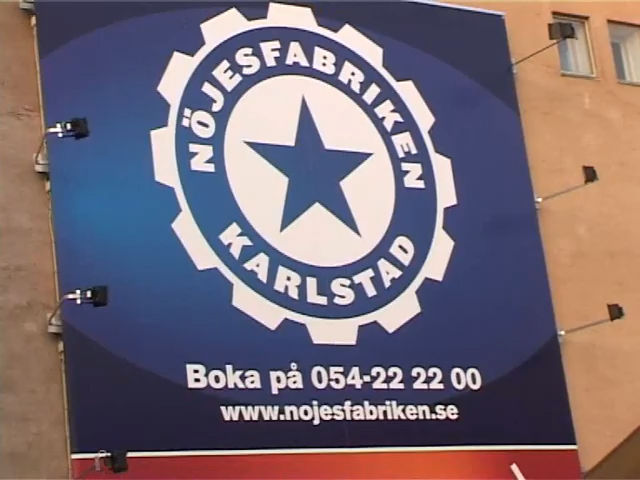 NÖJESFABRIKEN
KARLSTAD
Boka på 054-22 22 00
www.nojesfabriken.se